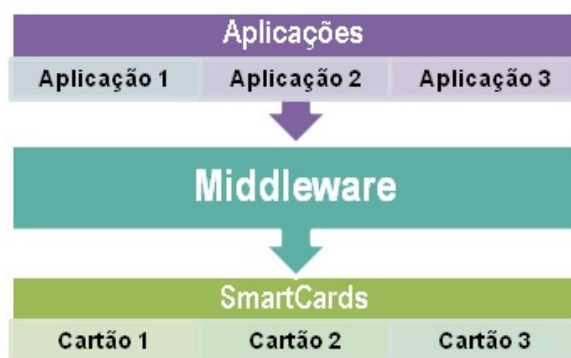 Aplicações
Aplicação 1 Aplicação 2 Aplicação 3
Middleware
SmartCards
Cartão 1 Cartão 2 Cartão 3